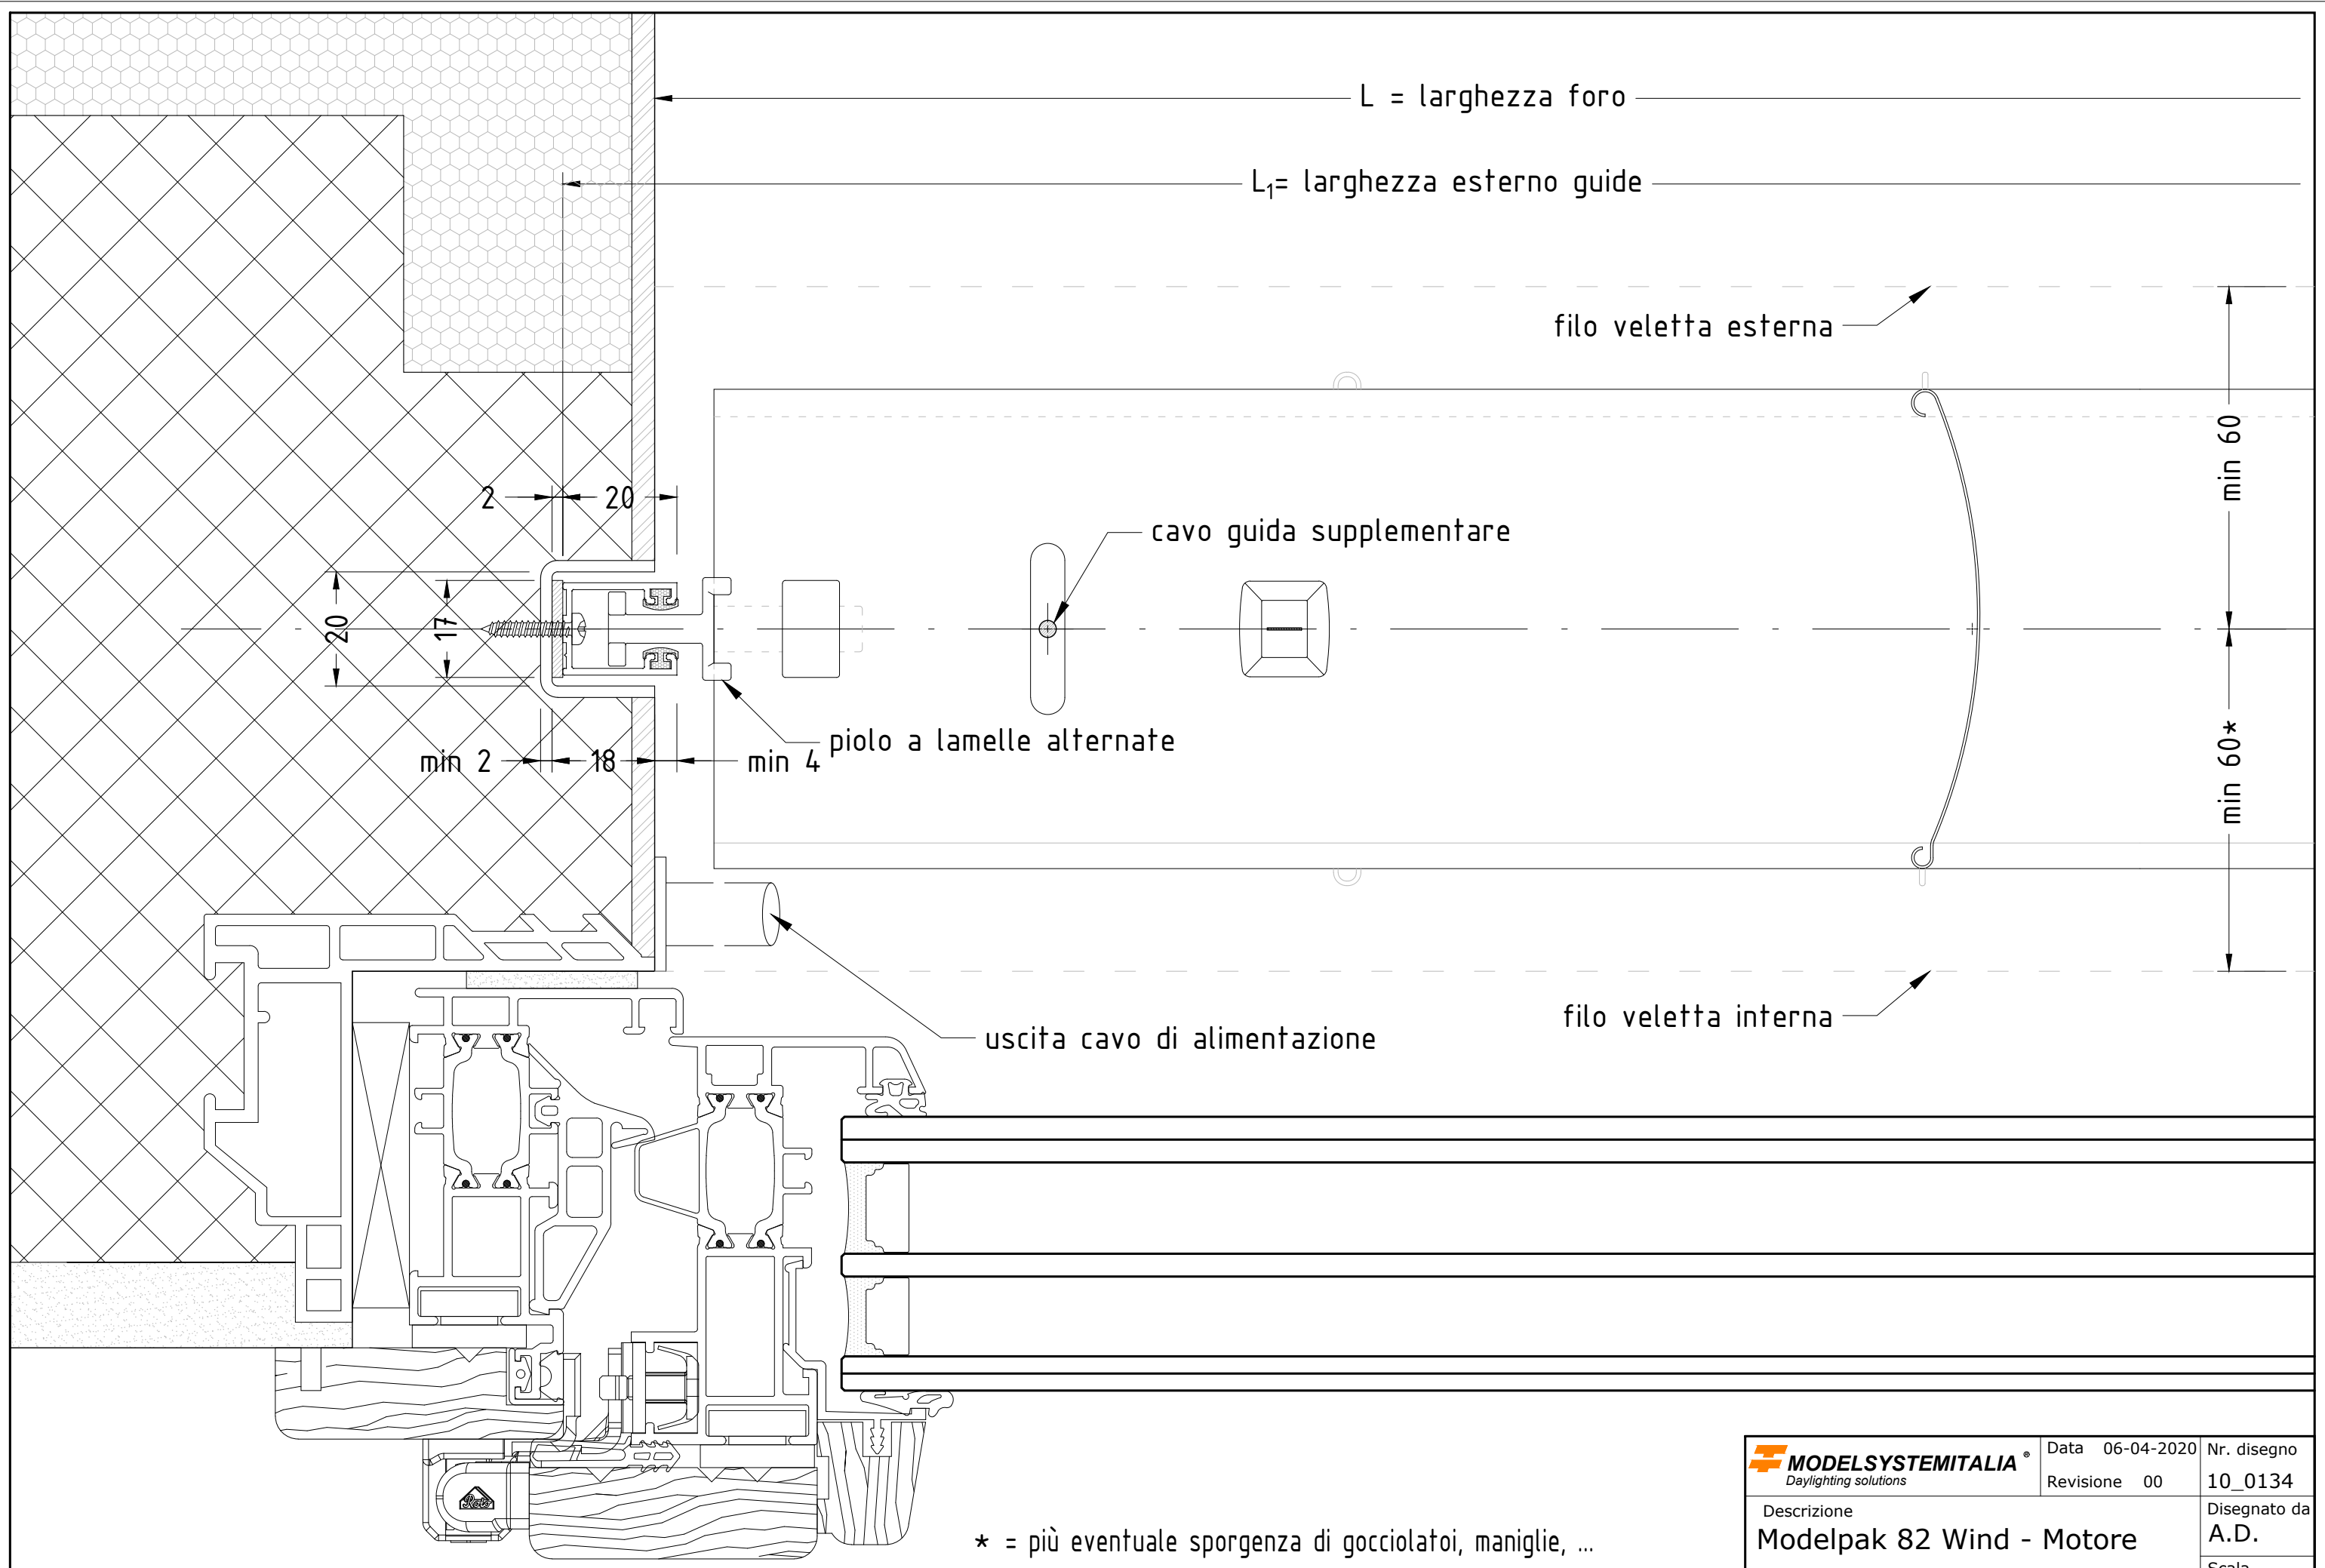 L = larghezza foro
L1= larghezza esterno guide
filo veletta esterna
min 60
2
20
cavo guida supplementare
20
17
piolo a lamelle alternate
min 2
18
min 4
min 60*
filo veletta interna
uscita cavo di alimentazione
Roto
* = più eventuale sporgenza di gocciolatoi, maniglie, ...
MODELSYSTEMITALIA ®
Daylighting solutions
Data 06-04-2020
Revisione 00
Nr. disegno
10_0134
Descrizione
Modelpak 82 Wind - Motore
Disegnato da
A.D.
Scala